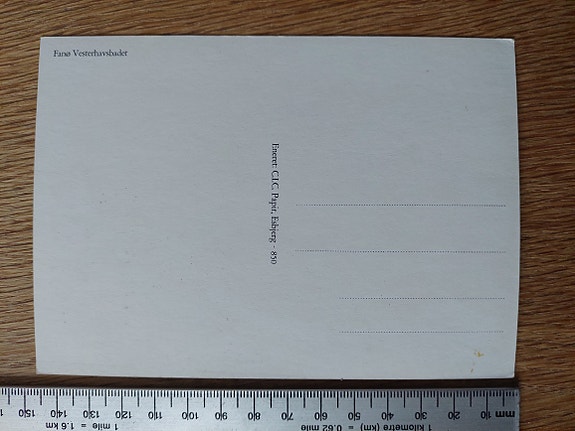 Fanø Vesterhavsbadet
Eneret: C.I.C. Papir, Esbjerg - 850
mm 10 20 30 40 50 60 70 80 90 100 110 120 130 140 150
1 kilometre (km) = 0.62 mile
1 mile = 1.6 km